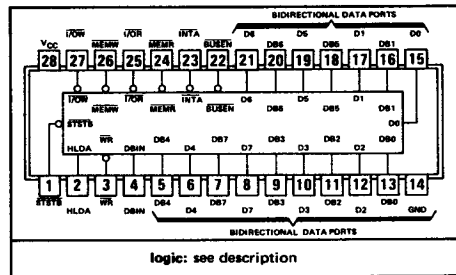 BIDIRECTIONAL DATA PORTS
I/OW I/OR INTA D6 D5 D1 D0
VCC MEMW MEMR BUSEN DB6 DB5 DB1
28 27 26 25 24 23 22 21 20 19 18 17 16 15
I/OW MEMW I/OR MEMR INTA BUSEN D6 DB6 D5 DB5 D1 DB1
D0
STSTB
HLDA WR DBIN DB4 D4 DB7 D7 DB3 D3 DB2 D2 DB0
1 2 3 4 5 6 7 8 9 10 11 12 13 14
STSTB WR DB4 DB7 DB3 DB2 DB0
HLDA DBIN D4 D7 D3 D2 GND
BIDIRECTIONAL DATA PORTS
logic: see description